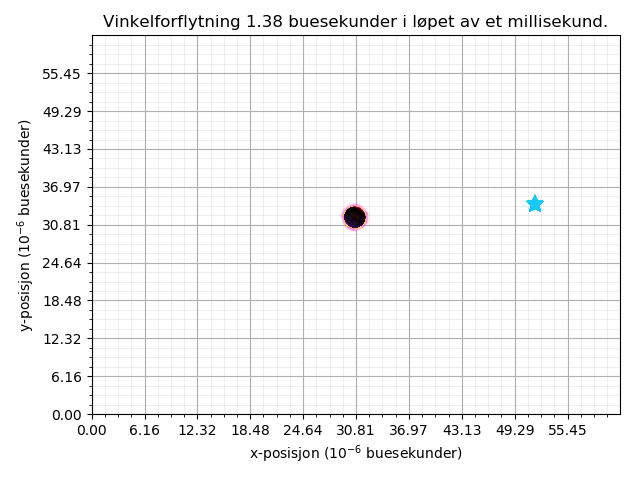 Vinkelforflytning 1.38 buesekunder i løpet av et millisekund.
55.45
49.29
43.13
36.97
30.81
24.64
18.48
12.32
6.16
0.00
y-posisjon (10⁻⁶ buesekunder)
0.00 6.16 12.32 18.48 24.64 30.81 36.97 43.13 49.29 55.45
x-posisjon (10⁻⁶ buesekunder)